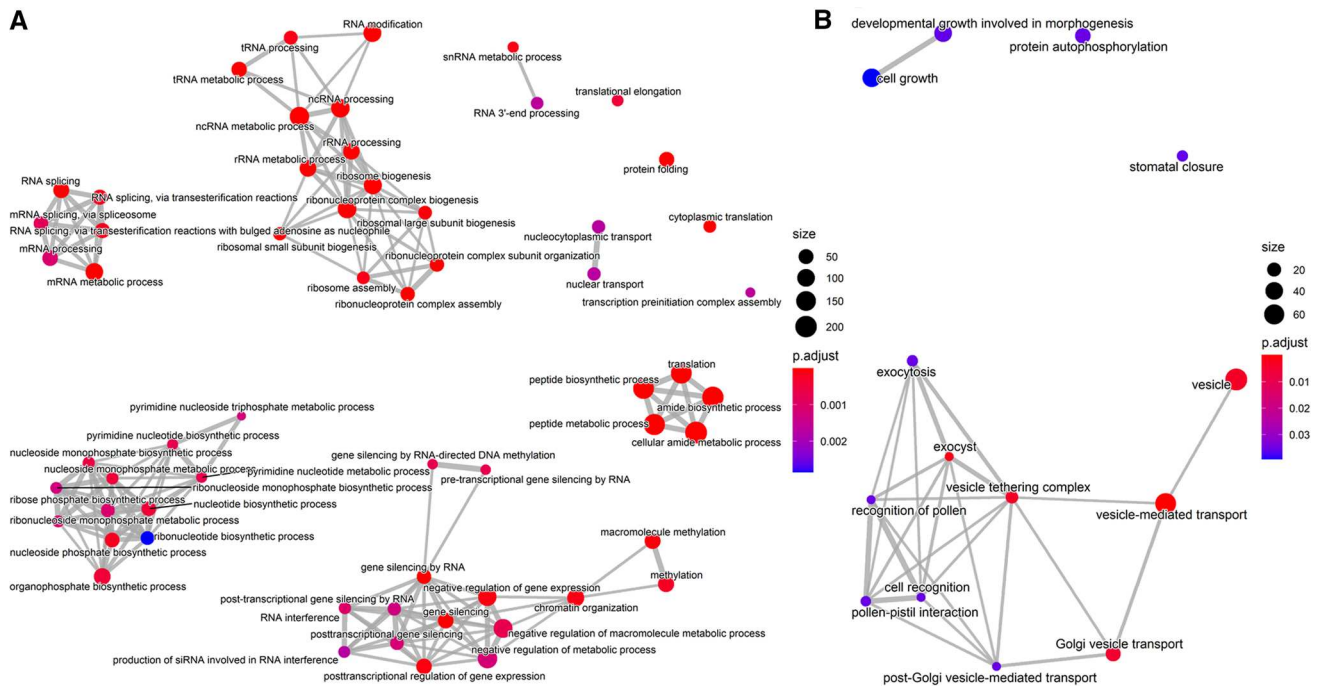 A
RNA modification
tRNA processing
tRNA metabolic process
ncRNA processing
ncRNA metabolic process
rRNA processing
rRNA metabolic process
ribosome biogenesis
ribonucleoprotein complex biogenesis
ribosomal large subunit biogenesis
ribosomal small subunit biogenesis
ribonucleoprotein complex subunit organization
ribosome assembly
ribonucleoprotein complex assembly
RNA splicing
RNA splicing, via transesterification reactions
mRNA splicing, via spliceosome
RNA splicing, via transesterification reactions with bulged adenosine as nucleophile
mRNA processing
mRNA metabolic process
snRNA metabolic process
RNA 3'-end processing
translational elongation
protein folding
cytoplasmic translation
nucleocytoplasmic transport
nuclear transport
transcription preinitiation complex assembly
translation
peptide biosynthetic process
amide biosynthetic process
peptide metabolic process
cellular amide metabolic process
pyrimidine nucleoside triphosphate metabolic process
pyrimidine nucleotide biosynthetic process
nucleoside monophosphate biosynthetic process
nucleoside monophosphate metabolic process
pyrimidine nucleotide metabolic process
ribonucleoside monophosphate biosynthetic process
ribose phosphate biosynthetic process
nucleotide biosynthetic process
ribonucleoside monophosphate metabolic process
ribonucleotide biosynthetic process
nucleoside phosphate biosynthetic process
organophosphate biosynthetic process
gene silencing by RNA-directed DNA methylation
pre-transcriptional gene silencing by RNA
macromolecule methylation
methylation
gene silencing by RNA
negative regulation of gene expression
chromatin organization
post-transcriptional gene silencing by RNA
gene silencing
RNA interference
posttranscriptional gene silencing
negative regulation of macromolecule metabolic process
negative regulation of metabolic process
production of siRNA involved in RNA interference
posttranscriptional regulation of gene expression
size
50
100
150
200
p.adjust
0.001
0.002
B
developmental growth involved in morphogenesis
protein autophosphorylation
cell growth
stomatal closure
exocytosis
vesicle
exocyst
vesicle tethering complex
recognition of pollen
vesicle-mediated transport
cell recognition
pollen-pistil interaction
Golgi vesicle transport
post-Golgi vesicle-mediated transport
size
20
40
60
p.adjust
0.01
0.02
0.03